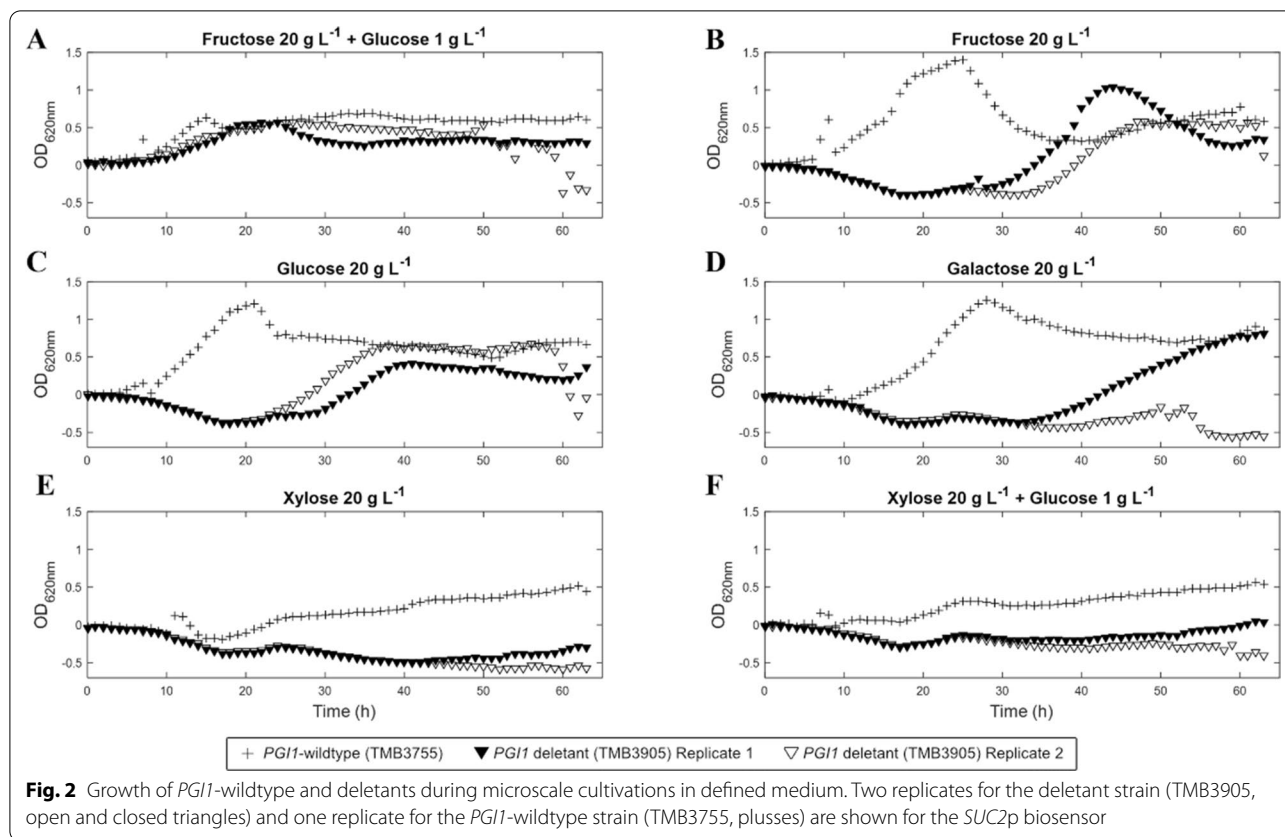 A
Fructose 20 g L-1 + Glucose 1 g L-1
1.5
1
0.5
0
-0.5
OD620nm
0 10 20 30 40 50 60
B
Fructose 20 g L-1
1.5
1
0.5
0
-0.5
OD620nm
0 10 20 30 40 50 60
C
Glucose 20 g L-1
1.5
1
0.5
0
-0.5
OD620nm
0 10 20 30 40 50 60
D
Galactose 20 g L-1
1.5
1
0.5
0
-0.5
OD620nm
0 10 20 30 40 50 60
E
Xylose 20 g L-1
1.5
1
0.5
0
-0.5
OD620nm
0 10 20 30 40 50 60
Time (h)
F
Xylose 20 g L-1 + Glucose 1 g L-1
1.5
1
0.5
0
-0.5
OD620nm
0 10 20 30 40 50 60
Time (h)
+ PGI1-wildtype (TMB3755) ▼ PGI1 deletant (TMB3905) Replicate 1 ▽ PGI1 deletant (TMB3905) Replicate 2
Fig. 2 Growth of PGI1-wildtype and deletants during microscale cultivations in defined medium. Two replicates for the deletant strain (TMB3905,
open and closed triangles) and one replicate for the PGI1-wildtype strain (TMB3755, plusses) are shown for the SUC2p biosensor